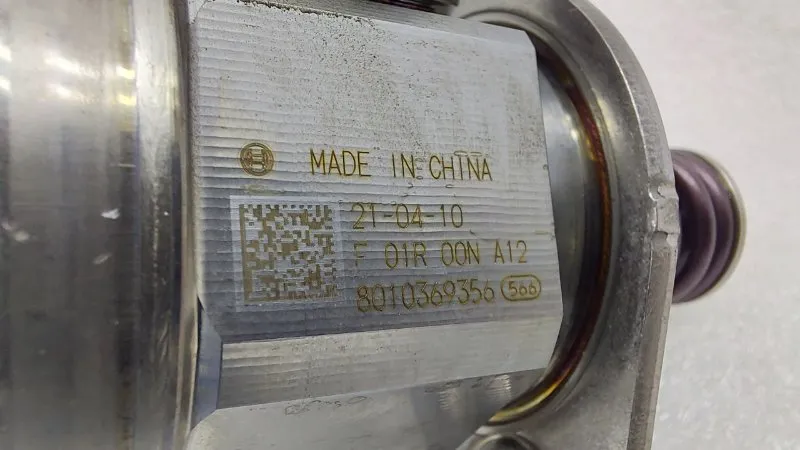 MADE IN CHINA
21-04-10
F 01R 00N A12
8010369356 566